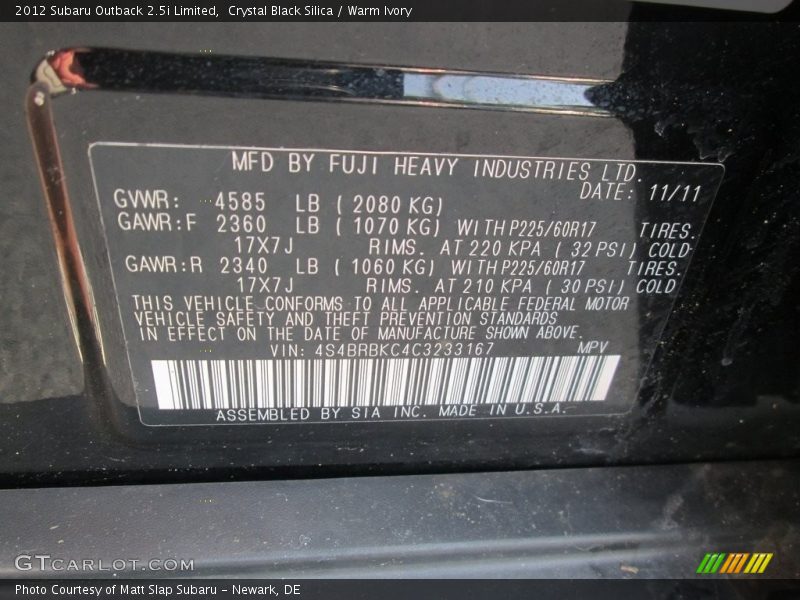 2012 Subaru Outback 2.5i Limited, Crystal Black Silica / Warm Ivory
MFD BY FUJI HEAVY INDUSTRIES LTD.
DATE: 11/11
GVWR: 4585 LB ( 2080 KG)
GAWR:F 2360 LB ( 1070 KG) WITH P225/60R17 TIRES.
17X7J RIMS. AT 220 KPA ( 32 PSI) COLD.
GAWR:R 2340 LB ( 1060 KG) WITH P225/60R17 TIRES.
17X7J RIMS. AT 210 KPA ( 30 PSI) COLD
THIS VEHICLE CONFORMS TO ALL APPLICABLE FEDERAL MOTOR
VEHICLE SAFETY AND THEFT PREVENTION STANDARDS
IN EFFECT ON THE DATE OF MANUFACTURE SHOWN ABOVE.
VIN: 4S4BRBKC4C3233167 MPV
ASSEMBLED BY SIA INC. MADE IN U.S.A.
GTCARLOT.COM
Photo Courtesy of Matt Slap Subaru – Newark, DE